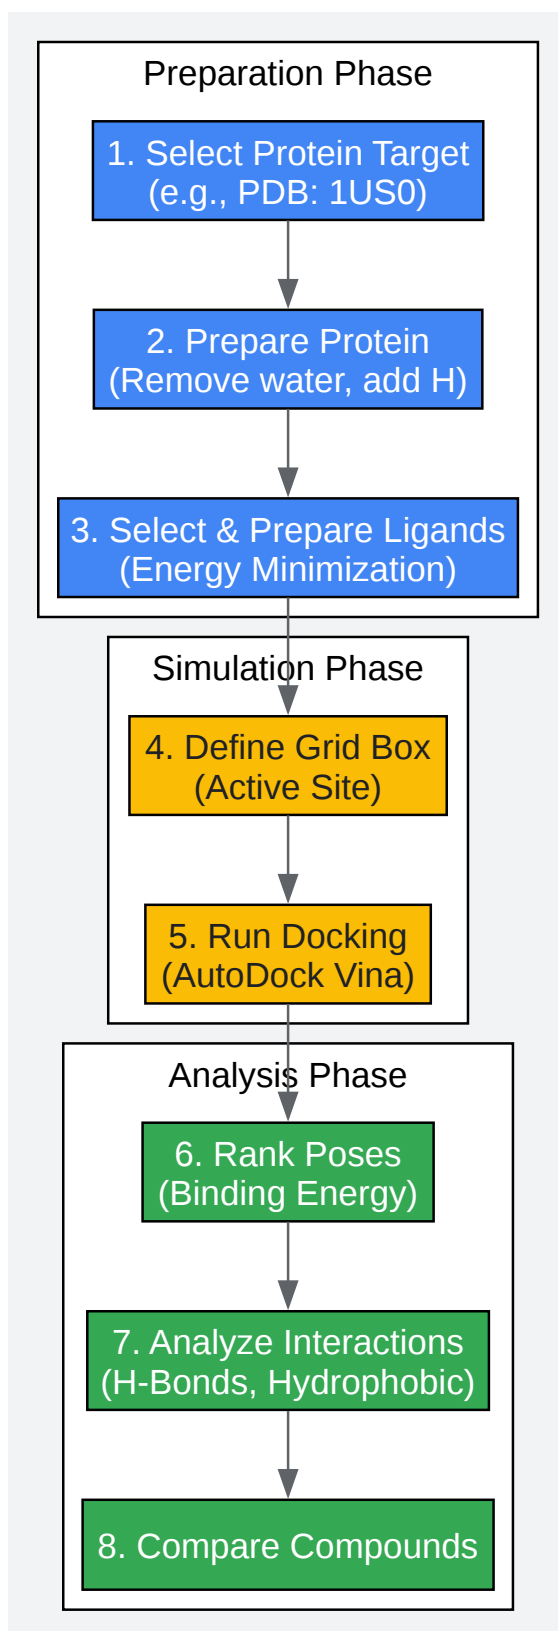 Preparation Phase
1. Select Protein Target
(e.g., PDB: 1US0)
2. Prepare Protein
(Remove water, add H)
3. Select & Prepare Ligands
(Energy Minimization)
Simulation Phase
4. Define Grid Box
(Active Site)
5. Run Docking
(AutoDock Vina)
Analysis Phase
6. Rank Poses
(Binding Energy)
7. Analyze Interactions
(H-Bonds, Hydrophobic)
8. Compare Compounds